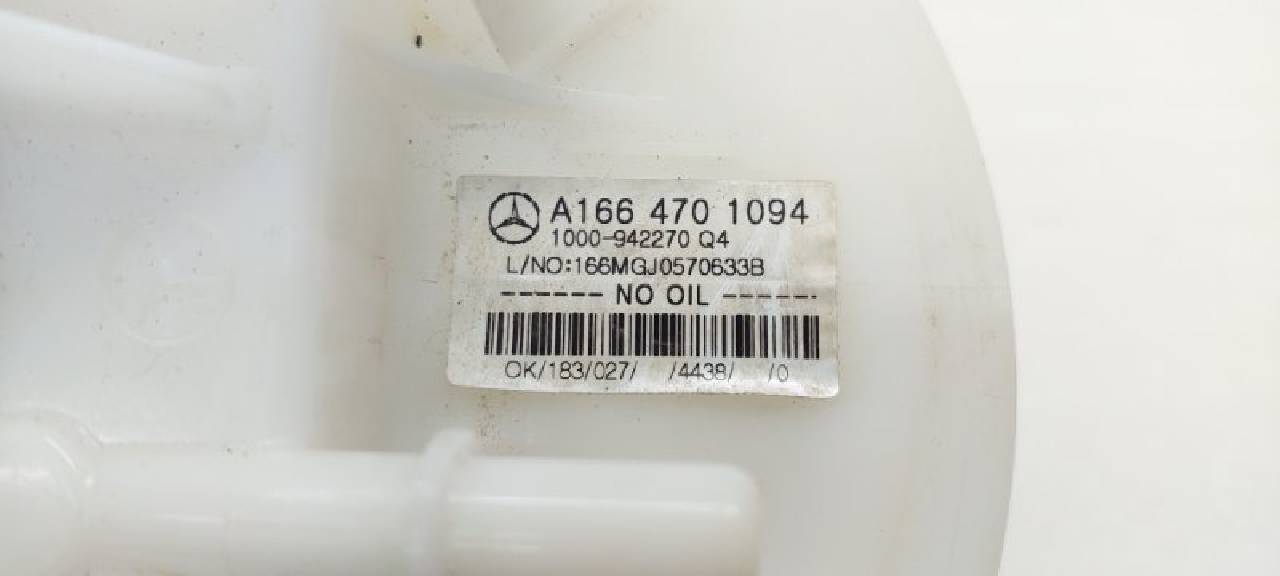 A166 470 1094
1000-942270 Q4
L/NO:166MGJ0570633B
------ NO OIL -----
OK/183/027/ /4438/ /0